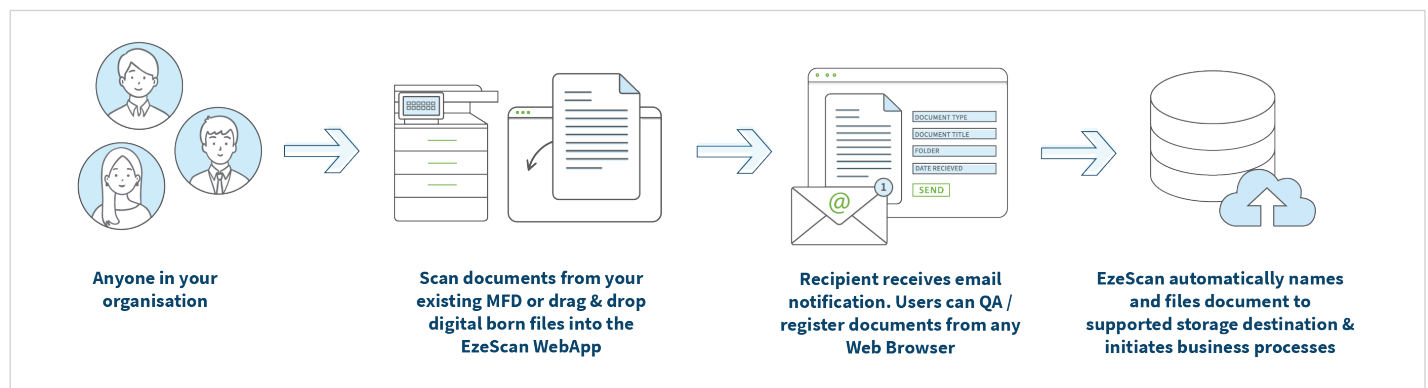 DOCUMENT TYPE
DOCUMENT TITLE
FOLDER
DATE RECIEVED
SEND
1
@
Anyone in your
organisation
Scan documents from your
existing MFD or drag & drop
digital born files into the
EzeScan WebApp
Recipient receives email
notification. Users can QA /
register documents from any
Web Browser
EzeScan automatically names
and files document to
supported storage destination &
initiates business processes